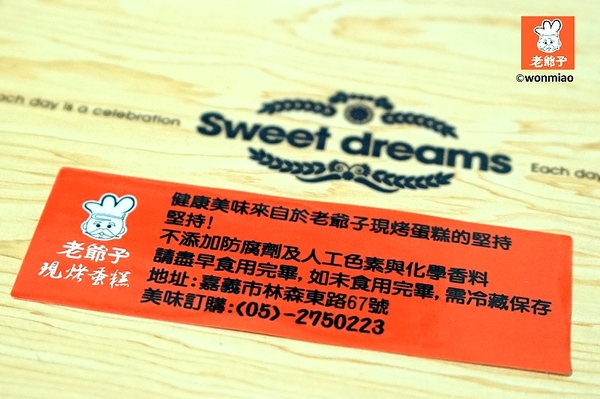 老爺子
©wonmiao
Each day is a celebration
Sweet dreams
Each day
老爺子
現烤蛋糕
健康美味來自於老爺子現烤蛋糕的堅持
堅持!
不添加防腐劑及人工色素與化學香料
請盡早食用完畢,如未食用完畢,需冷藏保存
地址:嘉義市林森東路67號
美味訂購:(05)-2750223